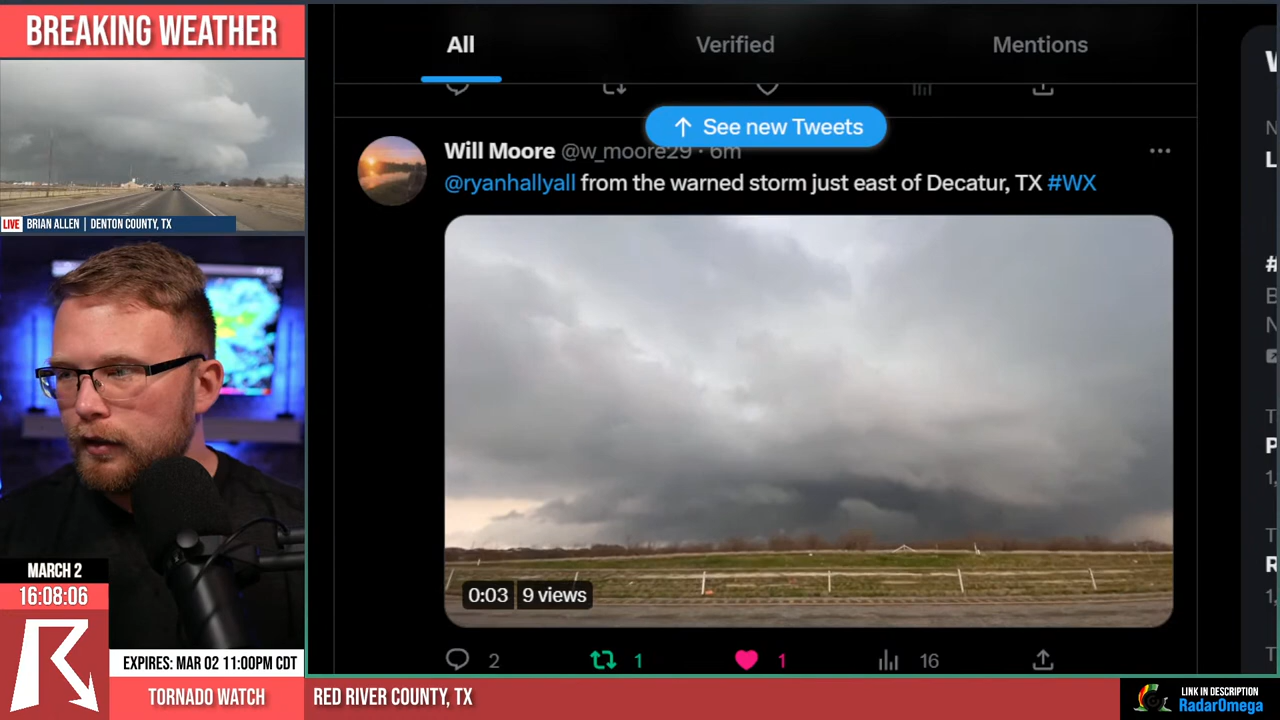 BREAKING WEATHER
LIVE BRIAN ALLEN | DENTON COUNTY, TX
MARCH 2
16:08:06
EXPIRES: MAR 02 11:00PM CDT
TORNADO WATCH
RED RIVER COUNTY, TX
All Verified Mentions
↑ See new Tweets
Will Moore @w_moore29 · 6m
@ryanhallyall from the warned storm just east of Decatur, TX #WX
0:03 9 views
2 1 1 16
LINK IN DESCRIPTION
RadarOmega